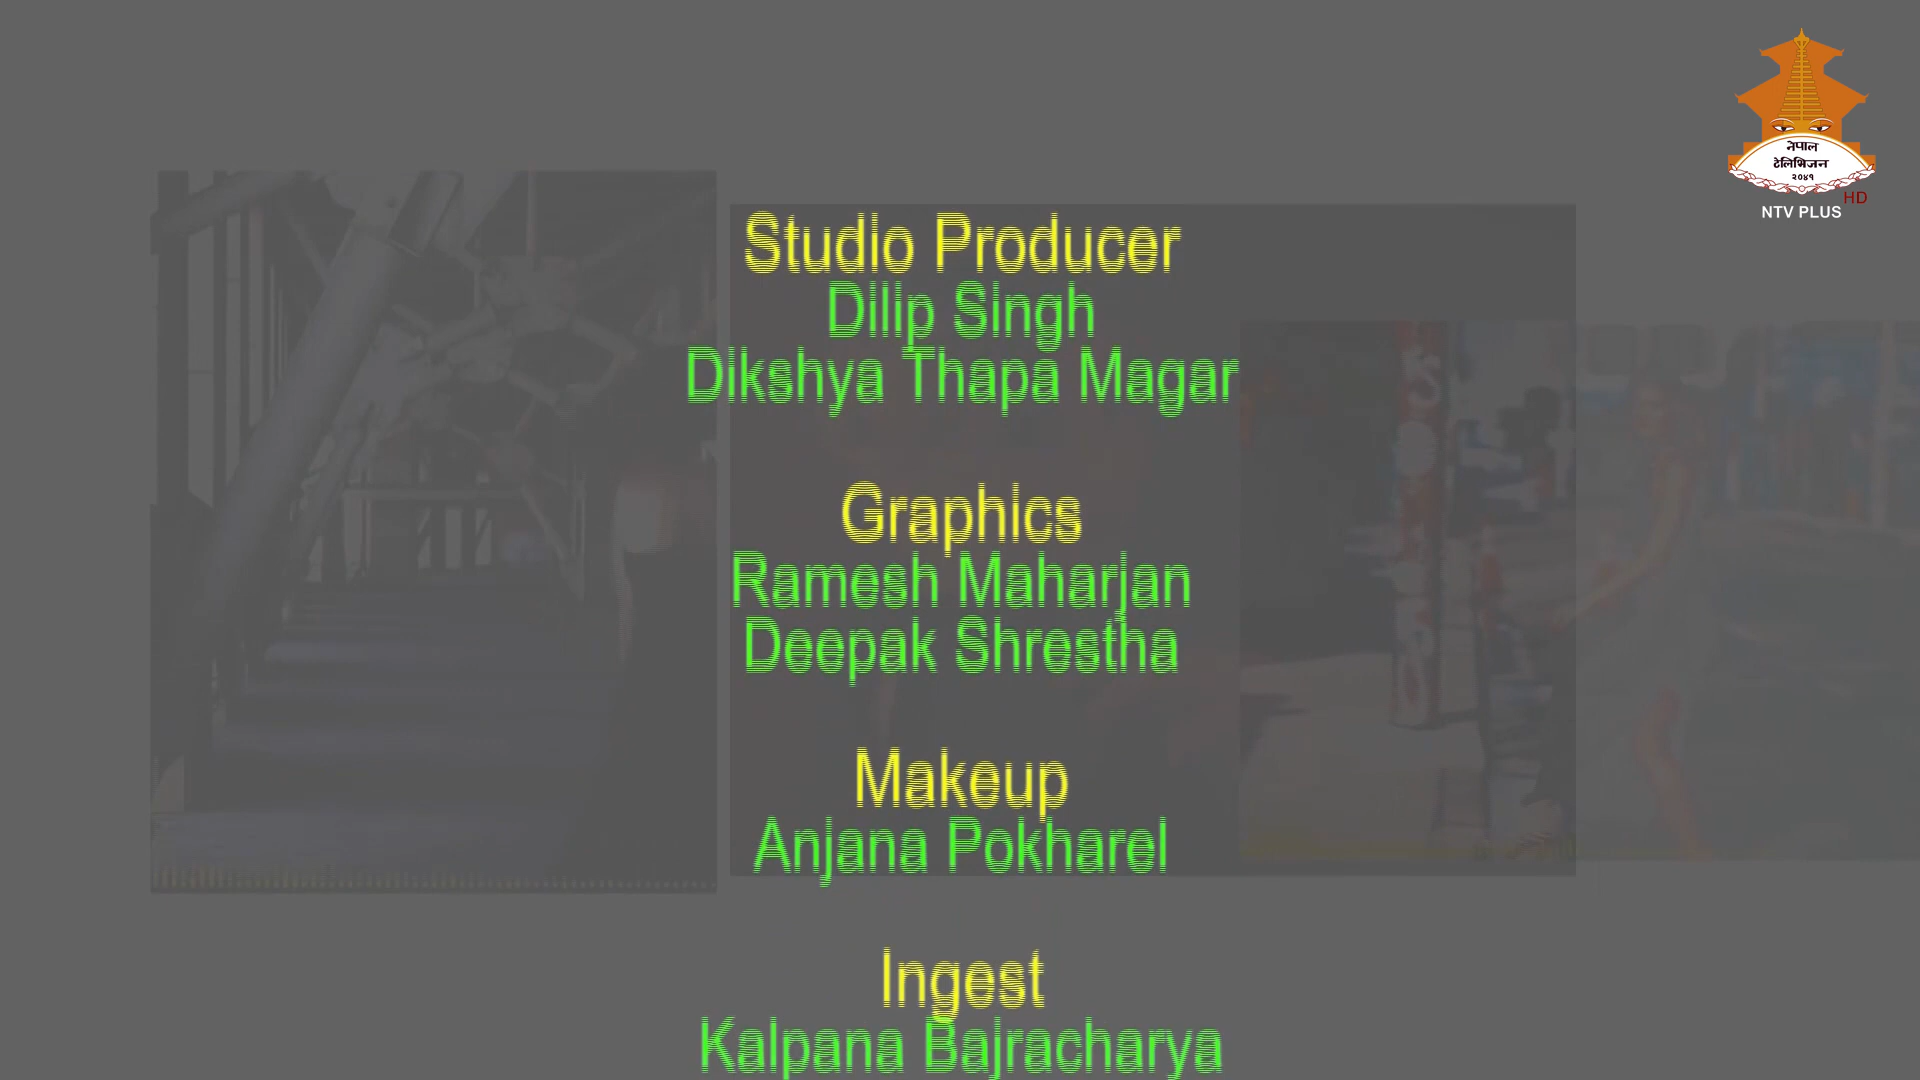 नेपाल
टेलिभिजन
२०४१
HD
NTV PLUS
Studio Producer
Dilip Singh
Dikshya Thapa Magar
Graphics
Ramesh Maharjan
Deepak Shrestha
Makeup
Anjana Pokharel
Ingest
Kalpana Bajracharya